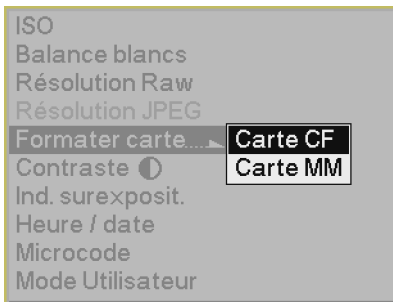 ISO
Balance blancs
Résolution Raw
Résolution JPEG
Formater carte..... Carte CF
Contraste Carte MM
Ind. surexposit.
Heure / date
Microcode
Mode Utilisateur